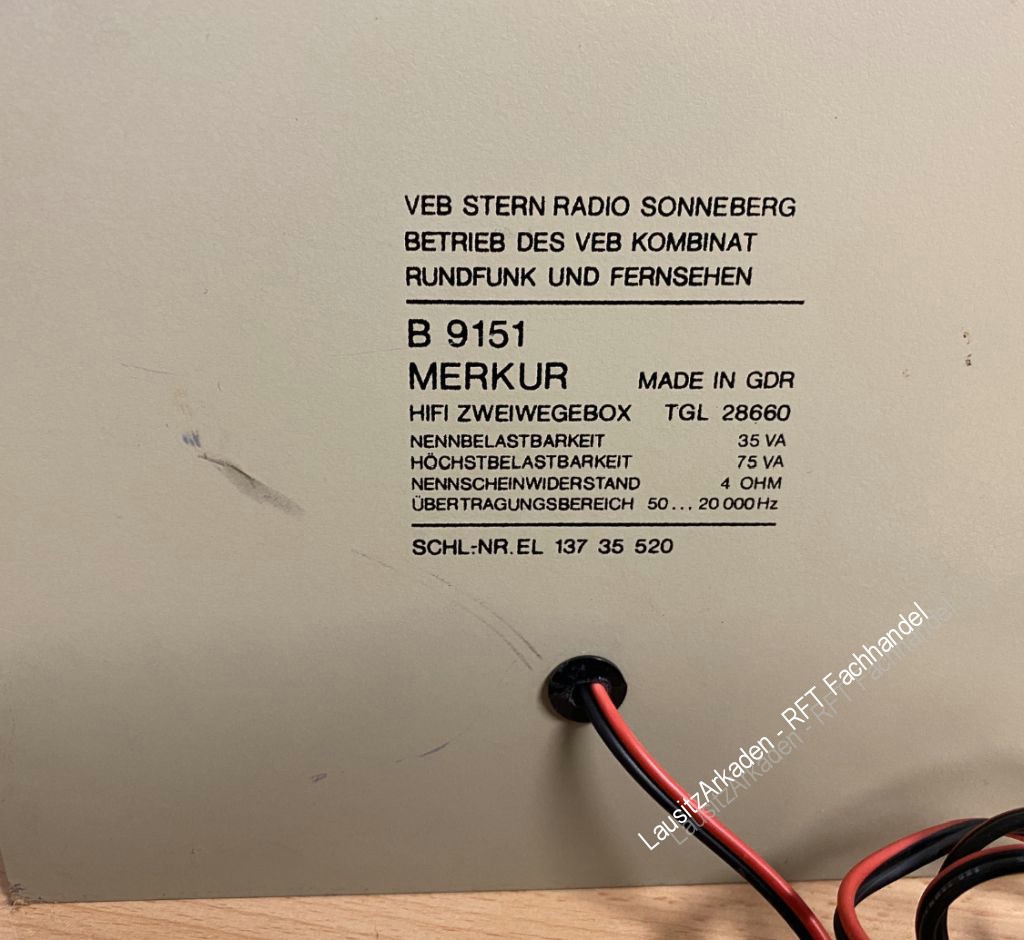 VEB STERN RADIO SONNEBERG
BETRIEB DES VEB KOMBINAT
RUNDFUNK UND FERNSEHEN
B 9151
MERKUR MADE IN GDR
HIFI ZWEIWEGEBOX TGL 28660
NENNBELASTBARKEIT 35 VA
HÖCHSTBELASTBARKEIT 75 VA
NENNSCHEINWIDERSTAND 4 OHM
ÜBERTRAGUNGSBEREICH 50... 20 000 Hz
SCHL.-NR. EL 137 35 520
LausitzArkaden - RFT Fachhandel